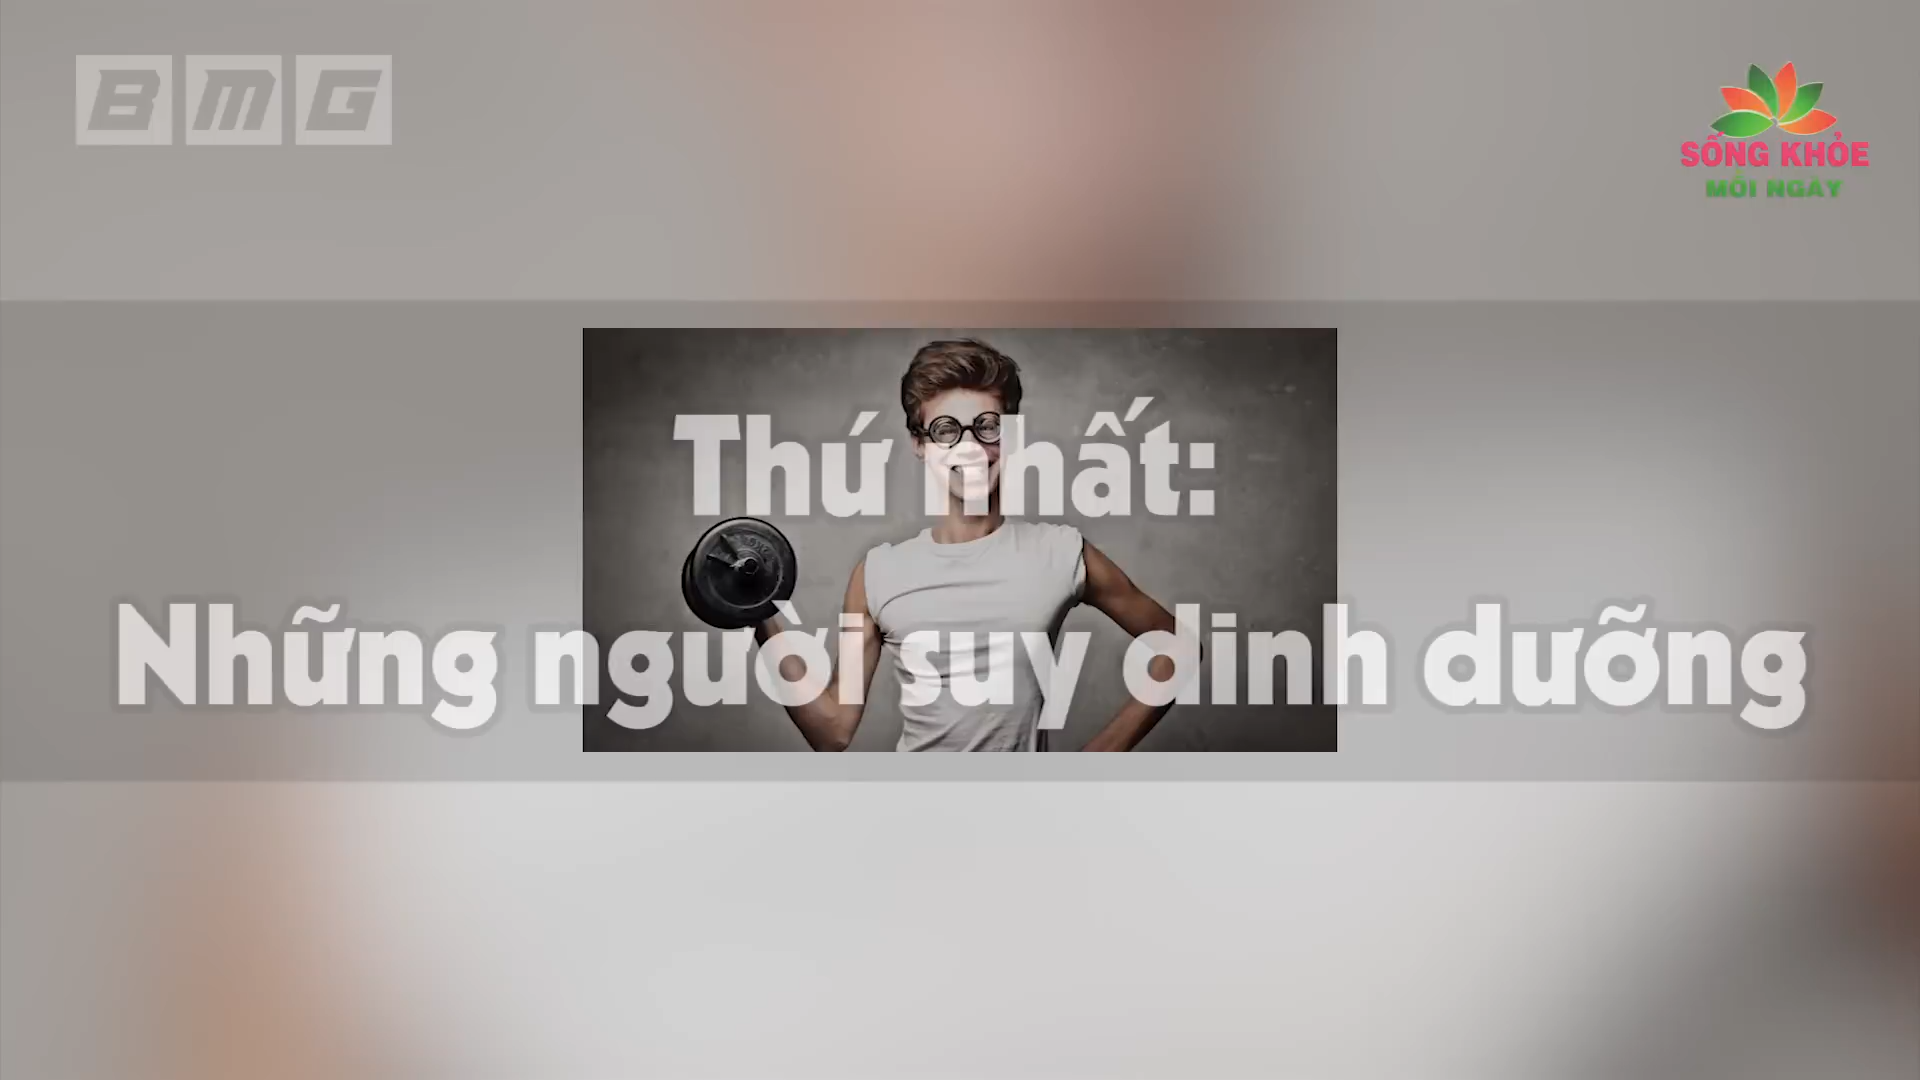 BMG
SỐNG KHỎE
MỖI NGÀY
Thứ nhất:
Những người suy dinh dưỡng